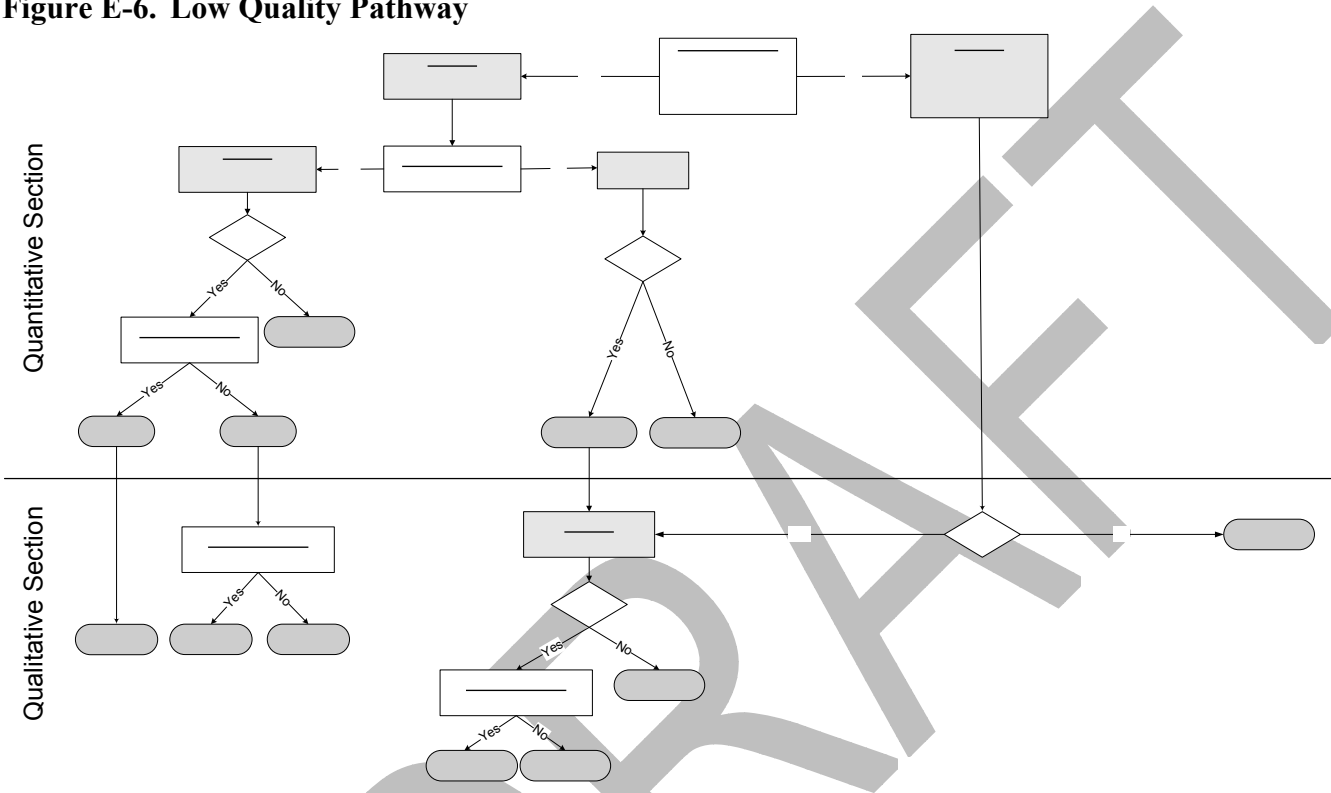 Figure E-6. Low Quality Pathway
Quantitative Section
Yes
No
Yes
No
Yes
No
Qualitative Section
Yes
No
Yes
No
Yes
No
DRAFT